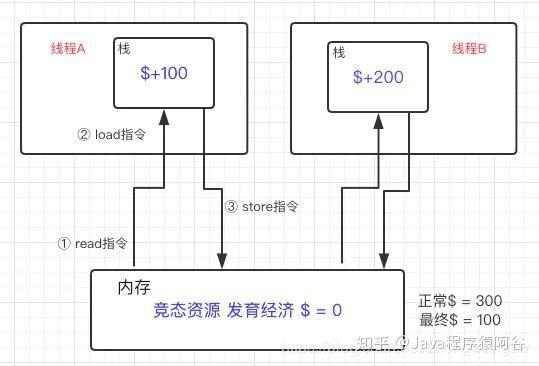 线程A
栈
$+100
线程B
栈
$+200
② load指令
③ store指令
① read指令
内存
竞态资源 发育经济 $ = 0
正常$ = 300
最终$ = 100
知乎 @Java程序猿阿谷